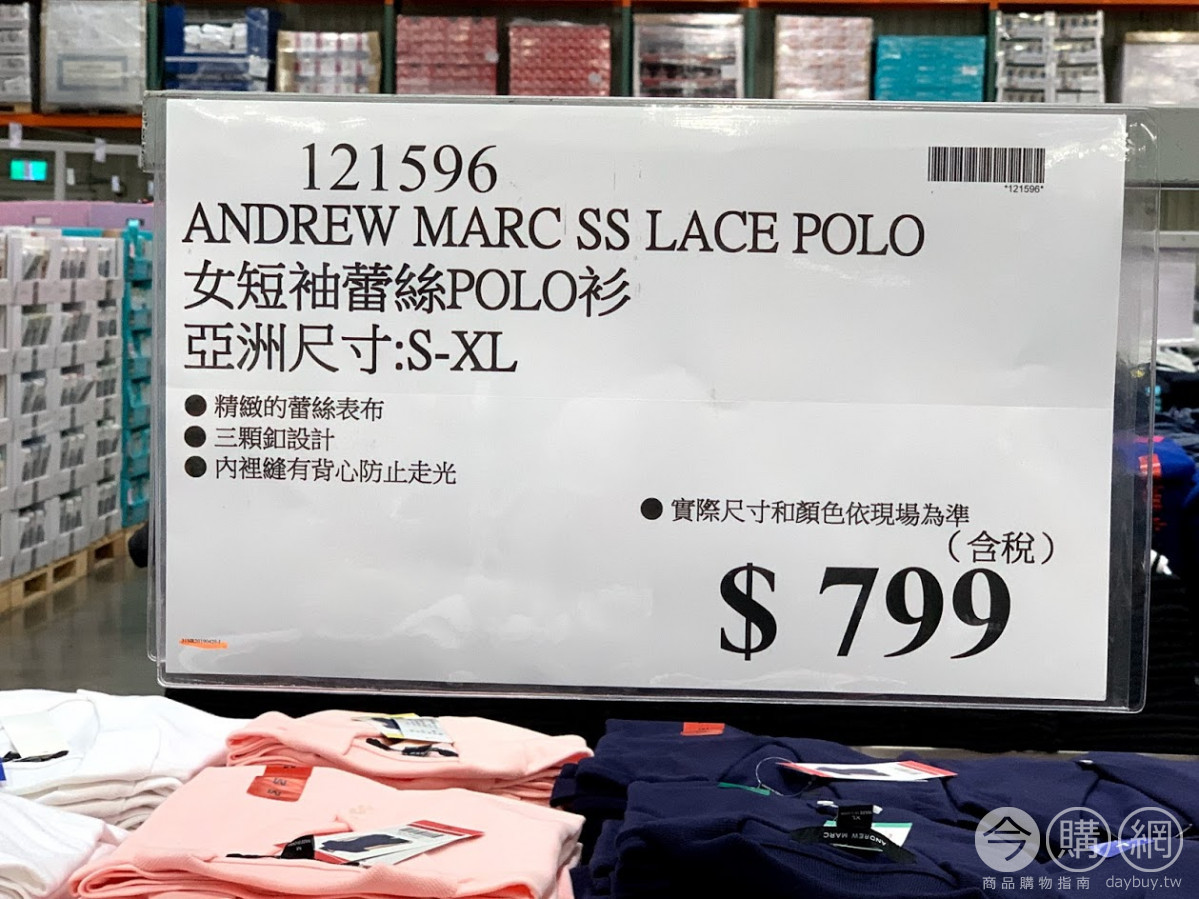 121596
*121596*
ANDREW MARC SS LACE POLO
女短袖蕾絲POLO衫
亞洲尺寸:S-XL
● 精緻的蕾絲表布
● 三顆釦設計
● 內裡縫有背心防止走光
● 實際尺寸和顏色依現場為準
(含稅)
$ 799
XL
ANDREW MARC
M
今購網
商品購物指南 daybuy.tw